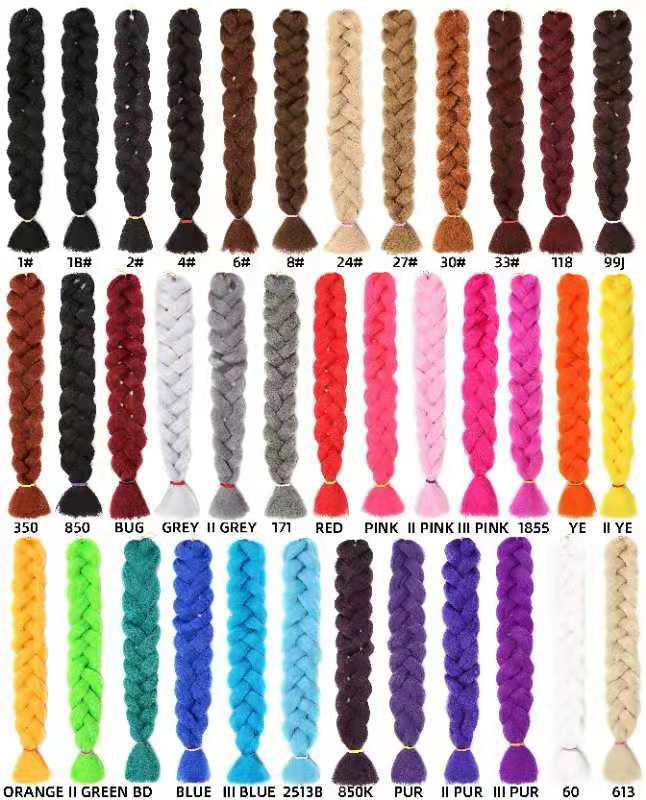 1# 1B# 2# 4# 6# 8# 24# 27# 30# 33# 118 99J
350 850 BUG GREY II GREY 171 RED PINK II PINK III PINK 1855 YE II YE
ORANGE II GREEN BD BLUE III BLUE 2513B 850K PUR II PUR III PUR 60 613